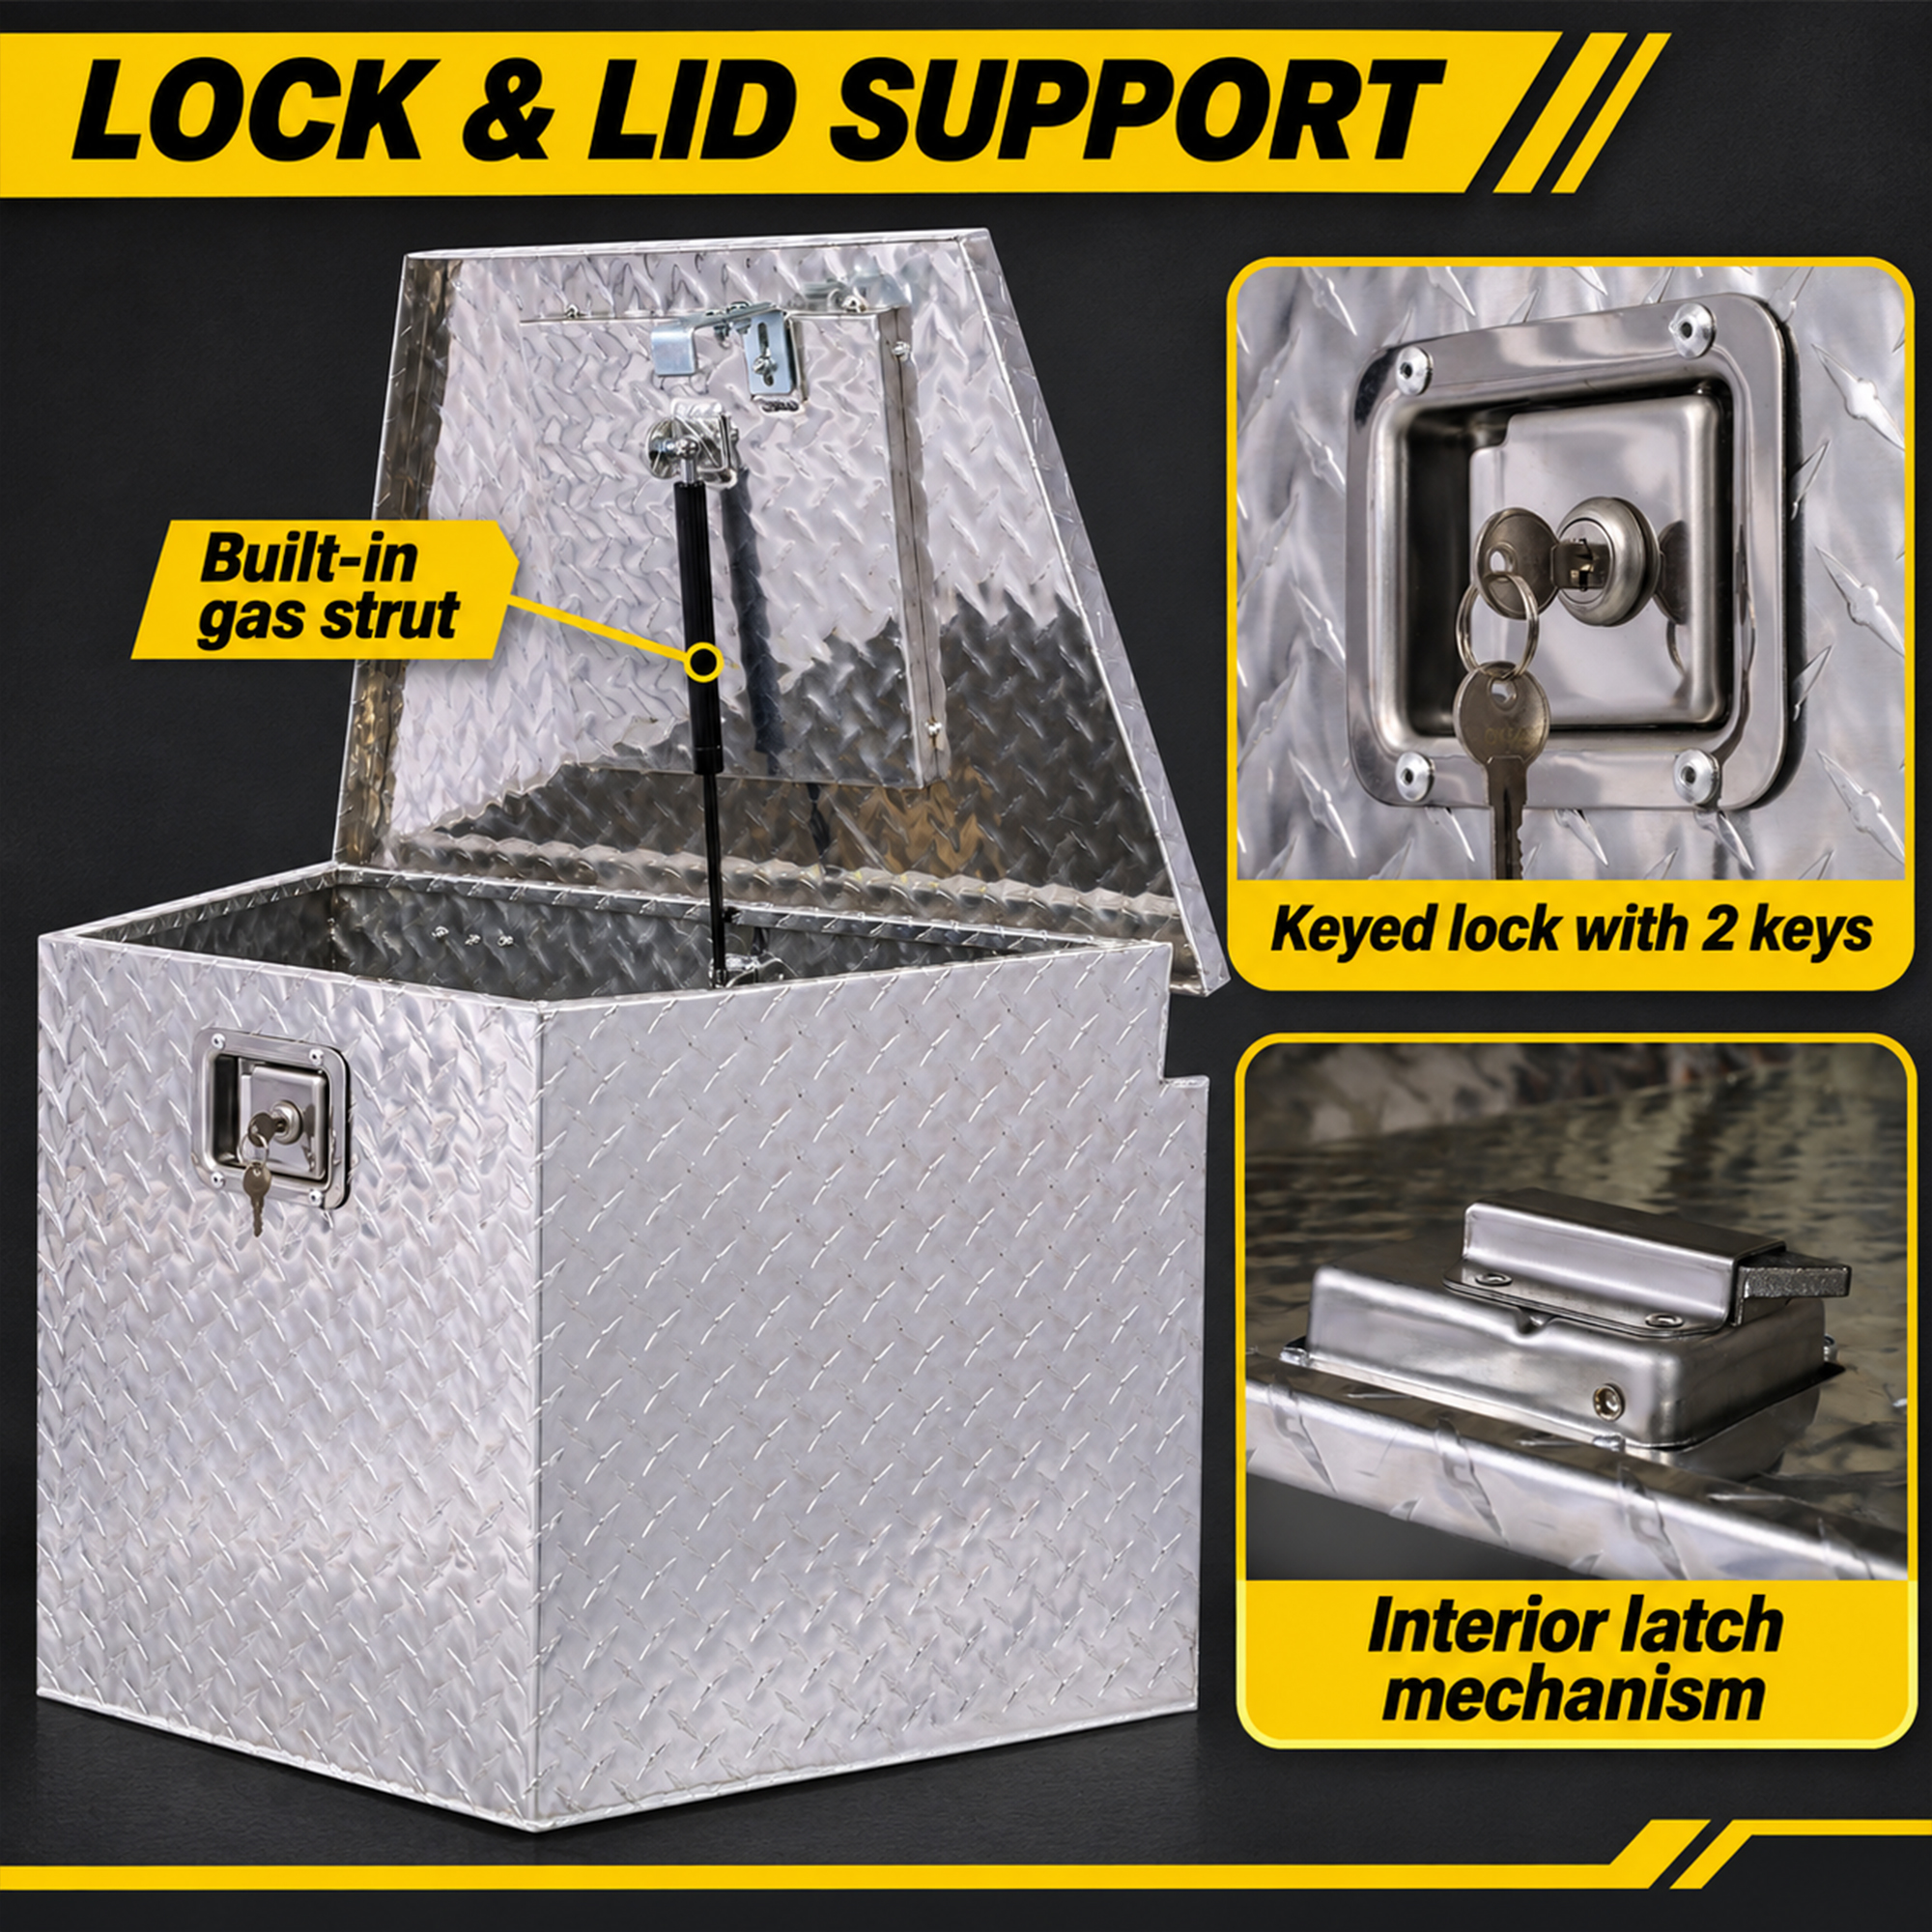 LOCK & LID SUPPORT
Built-in
gas strut
Keyed lock with 2 keys
Interior latch
mechanism